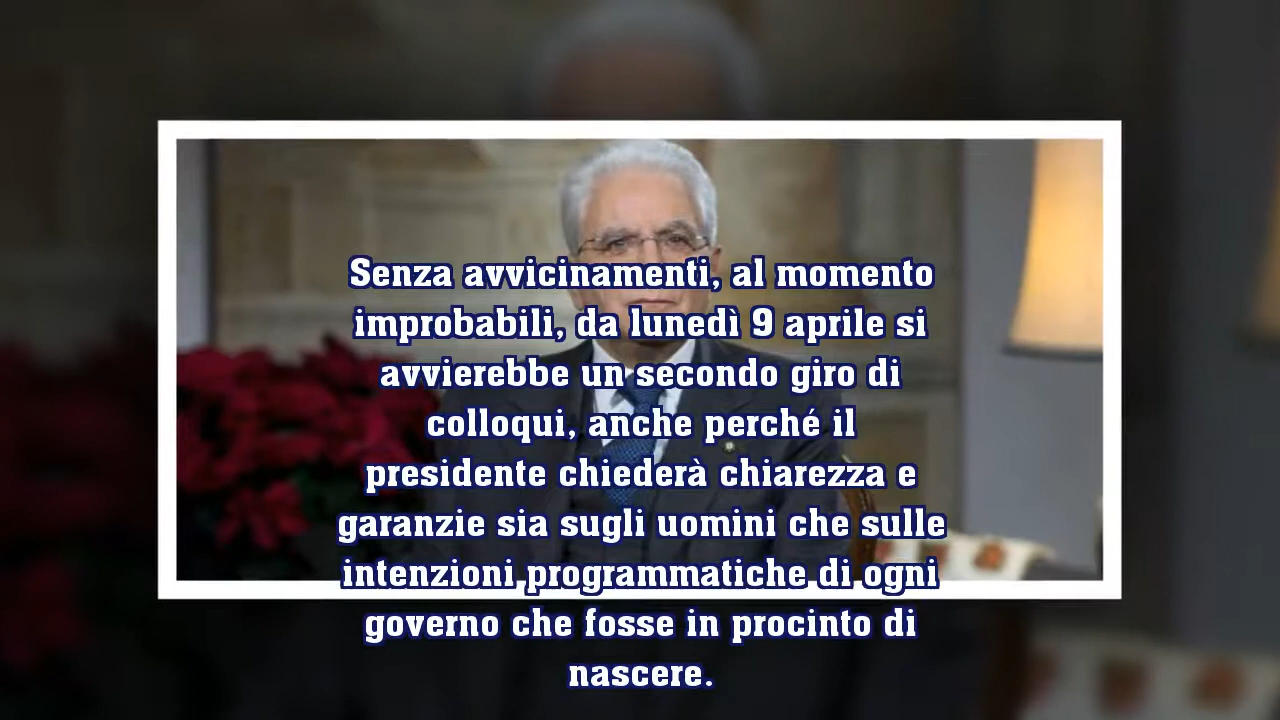 Senza avvicinamenti, al momento
improbabili, da lunedì 9 aprile si
avvierebbe un secondo giro di
colloqui, anche perché il
presidente chiederà chiarezza e
garanzie sia sugli uomini che sulle
intenzioni programmatiche di ogni
governo che fosse in procinto di
nascere.